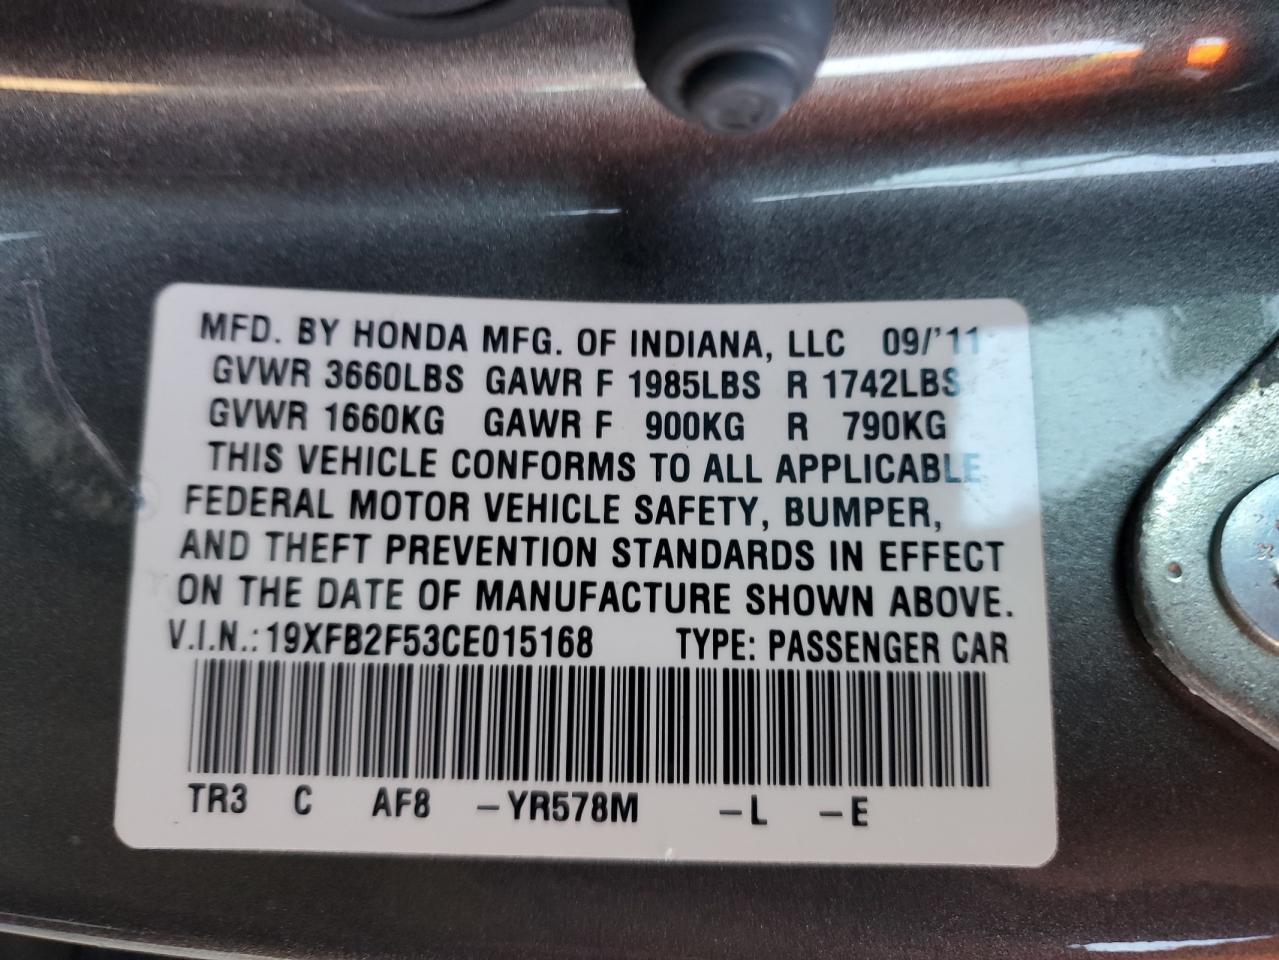 MFD. BY HONDA MFG. OF INDIANA, LLC 09/'11
GVWR 3660LBS GAWR F 1985LBS R 1742LBS
GVWR 1660KG GAWR F 900KG R 790KG
THIS VEHICLE CONFORMS TO ALL APPLICABLE
FEDERAL MOTOR VEHICLE SAFETY, BUMPER,
AND THEFT PREVENTION STANDARDS IN EFFECT
ON THE DATE OF MANUFACTURE SHOWN ABOVE.
V.I.N.: 19XFB2F53CE015168 TYPE: PASSENGER CAR
TR3 C AF8 -YR578M -L -E